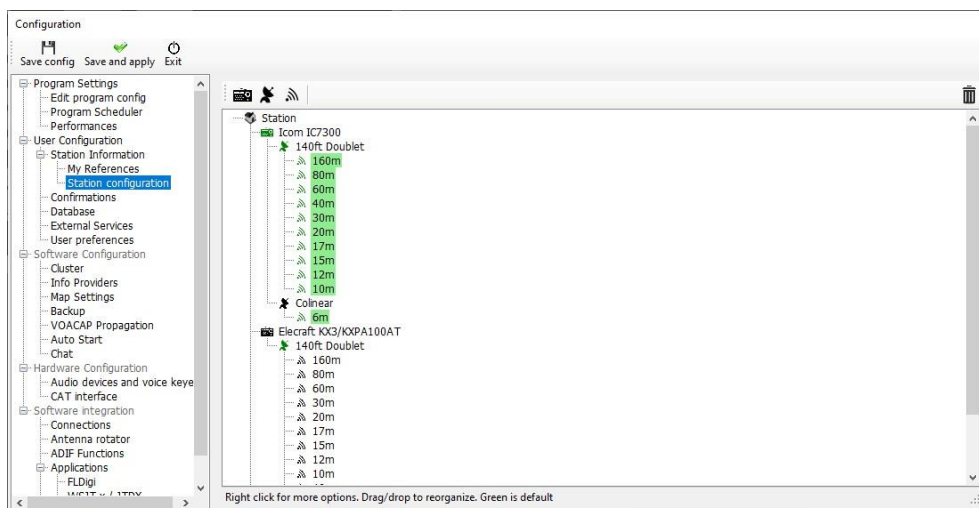 Configuration
Save config Save and apply Exit
Program Settings
Edit program config
Program Scheduler
Performances
User Configuration
Station Information
My References
Station configuration
Confirmations
Database
External Services
User preferences
Software Configuration
Cluster
Info Providers
Map Settings
Backup
VOACAP Propagation
Auto Start
Chat
Hardware Configuration
Audio devices and voice keye
CAT interface
Software integration
Connections
Antenna rotator
ADIF Functions
Applications
FLDigi
WSJT-x / JTDX
Station
Icom IC7300
140ft Doublet
160m
80m
60m
40m
30m
20m
17m
15m
12m
10m
Colinear
6m
Elecraft KX3/KXPA100AT
140ft Doublet
160m
80m
60m
30m
20m
17m
15m
12m
10m
Right click for more options. Drag/drop to reorganize. Green is default